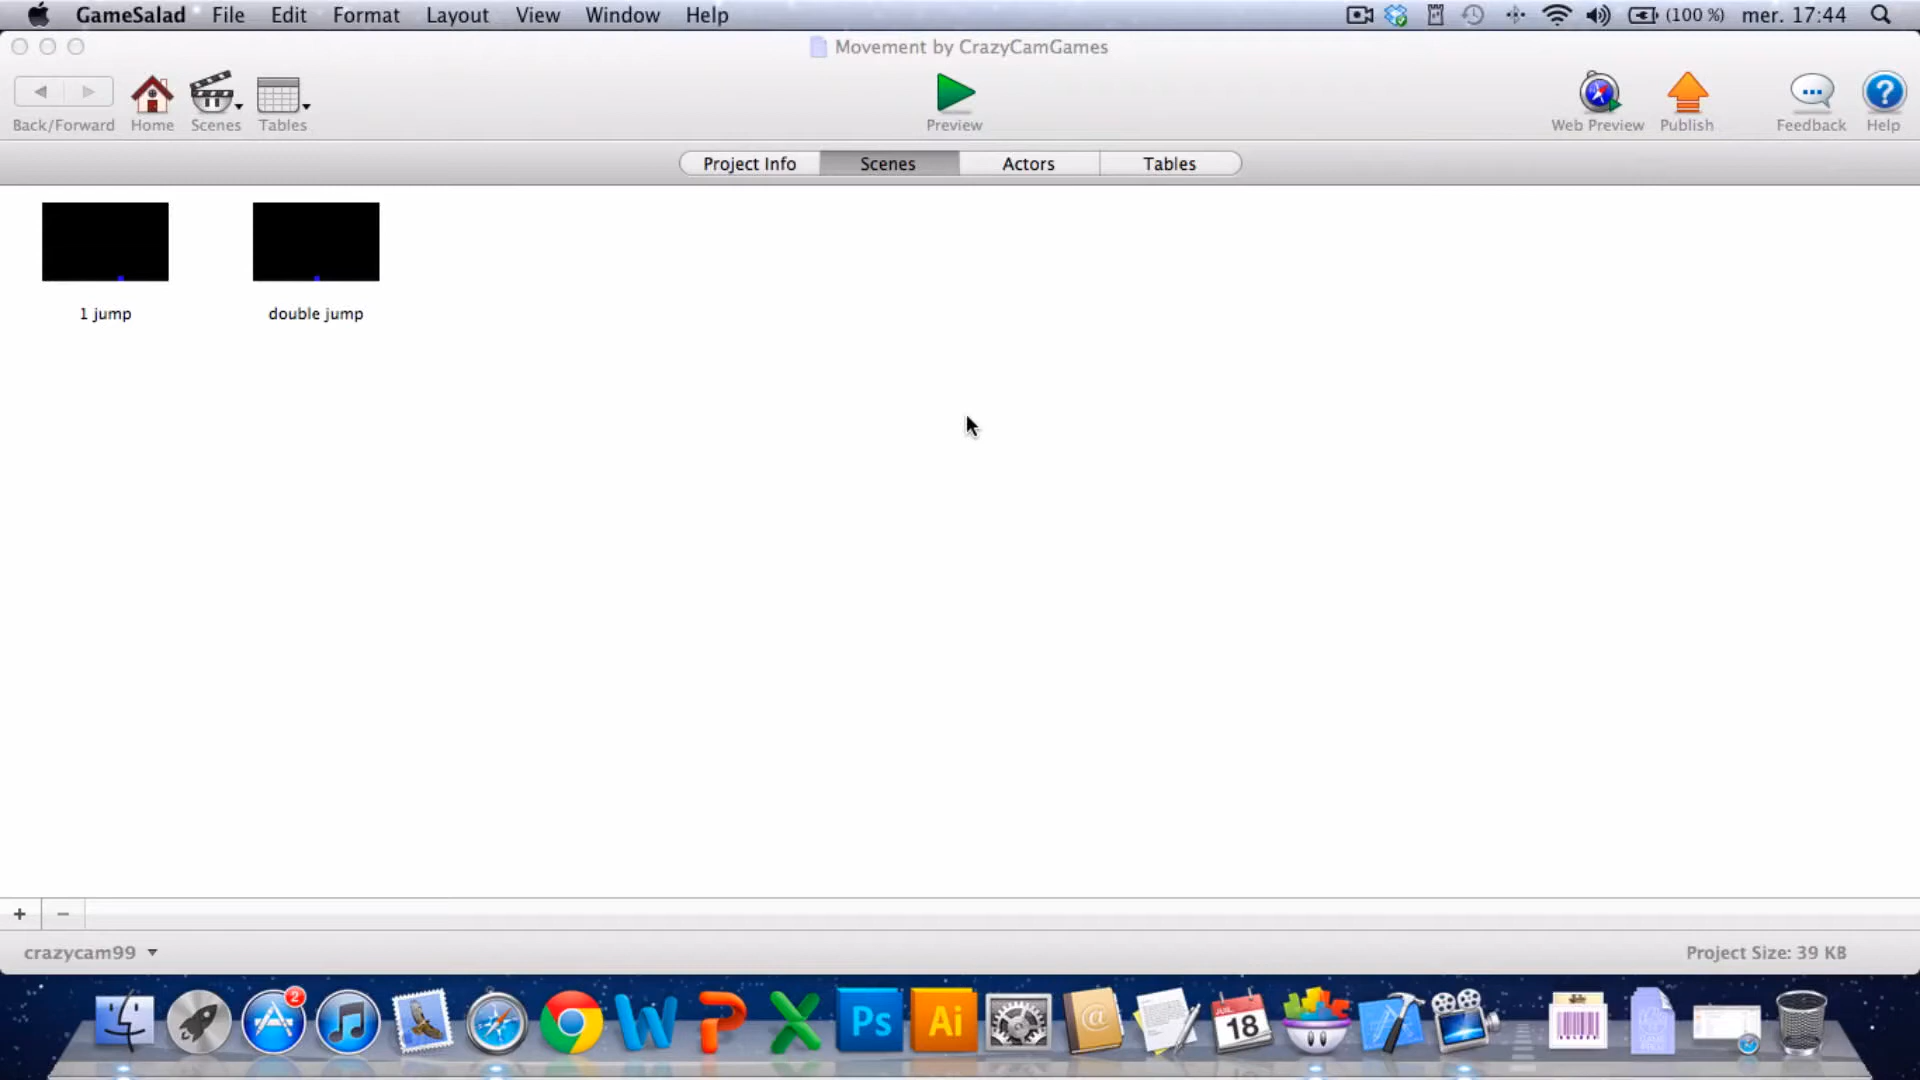 GameSalad File Edit Format Layout View Window Help (100 %) mer. 17:44
Movement by CrazyCamGames
Back/Forward Home Scenes Tables Preview Web Preview Publish Feedback Help
Project Info Scenes Actors Tables
1 jump double jump
+ −
crazycam99 Project Size: 39 KB
2
W P X Ps Ai @ JUIL. 18